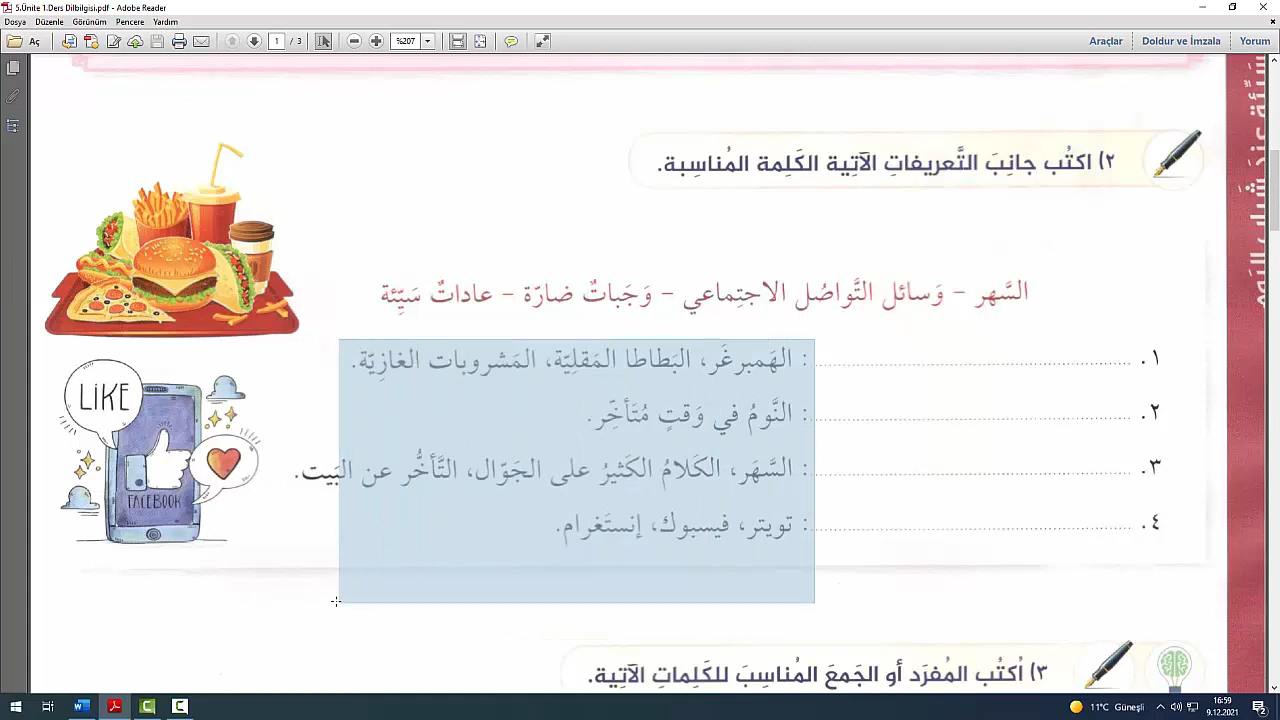 5.Ünite 1.Ders Dilbilgisi.pdf - Adobe Reader
Dosya Düzenle Görünüm Pencere Yardım
Aç 1 / 3 %207 Araçlar Doldur ve İmzala Yorum
٢) اكتُب جانِبَ التَّعريفاتِ الآتِية الكَلِمة المُناسِبة.
السَّهر – وَسائل التَّواصُل الاجتِماعي – وَجَباتٌ ضارّة – عاداتٌ سَيِّئة
١. ........ : الهَمبرغَر، البَطاطا المَقلِيّة، المَشروبات الغازِيّة.
٢. ........ : النَّومُ في وَقتٍ مُتَأخِّر.
٣. ........ : السَّهَر، الكَلامُ الكَثيرُ على الجَوّال، التَّأخُّر عن البَيت.
٤. ........ : تويتر، فيسبوك، إنستَغرام.
LIKE
FACEBOOK
٣) اُكتُب المُفرَد أو الجَمعَ المُناسِبَ للكَلِمات الآتِية.
11°C Güneşli
16:59
9.12.2021
2